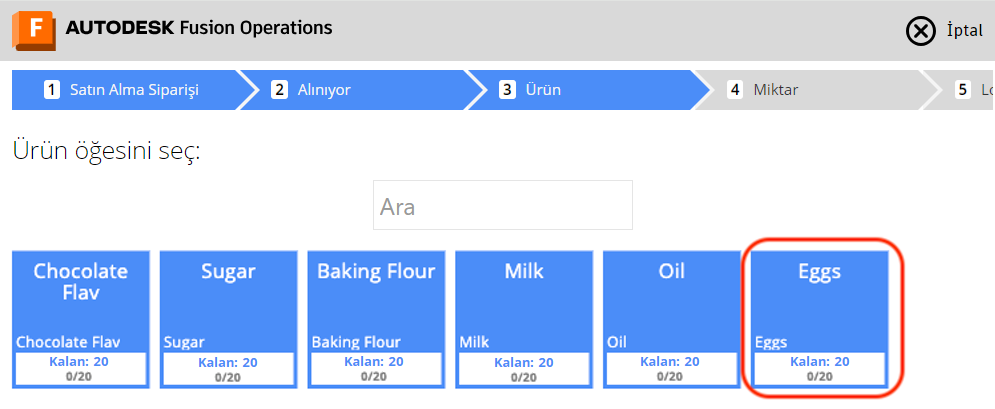 F AUTODESK Fusion Operations
İptal
1 Satın Alma Siparişi 2 Alınıyor 3 Ürün 4 Miktar 5 Lo
Ürün öğesini seç:
Ara
Chocolate Flav
Chocolate Flav
Kalan: 20
0/20
Sugar
Sugar
Kalan: 20
0/20
Baking Flour
Baking Flour
Kalan: 20
0/20
Milk
Milk
Kalan: 20
0/20
Oil
Oil
Kalan: 20
0/20
Eggs
Eggs
Kalan: 20
0/20